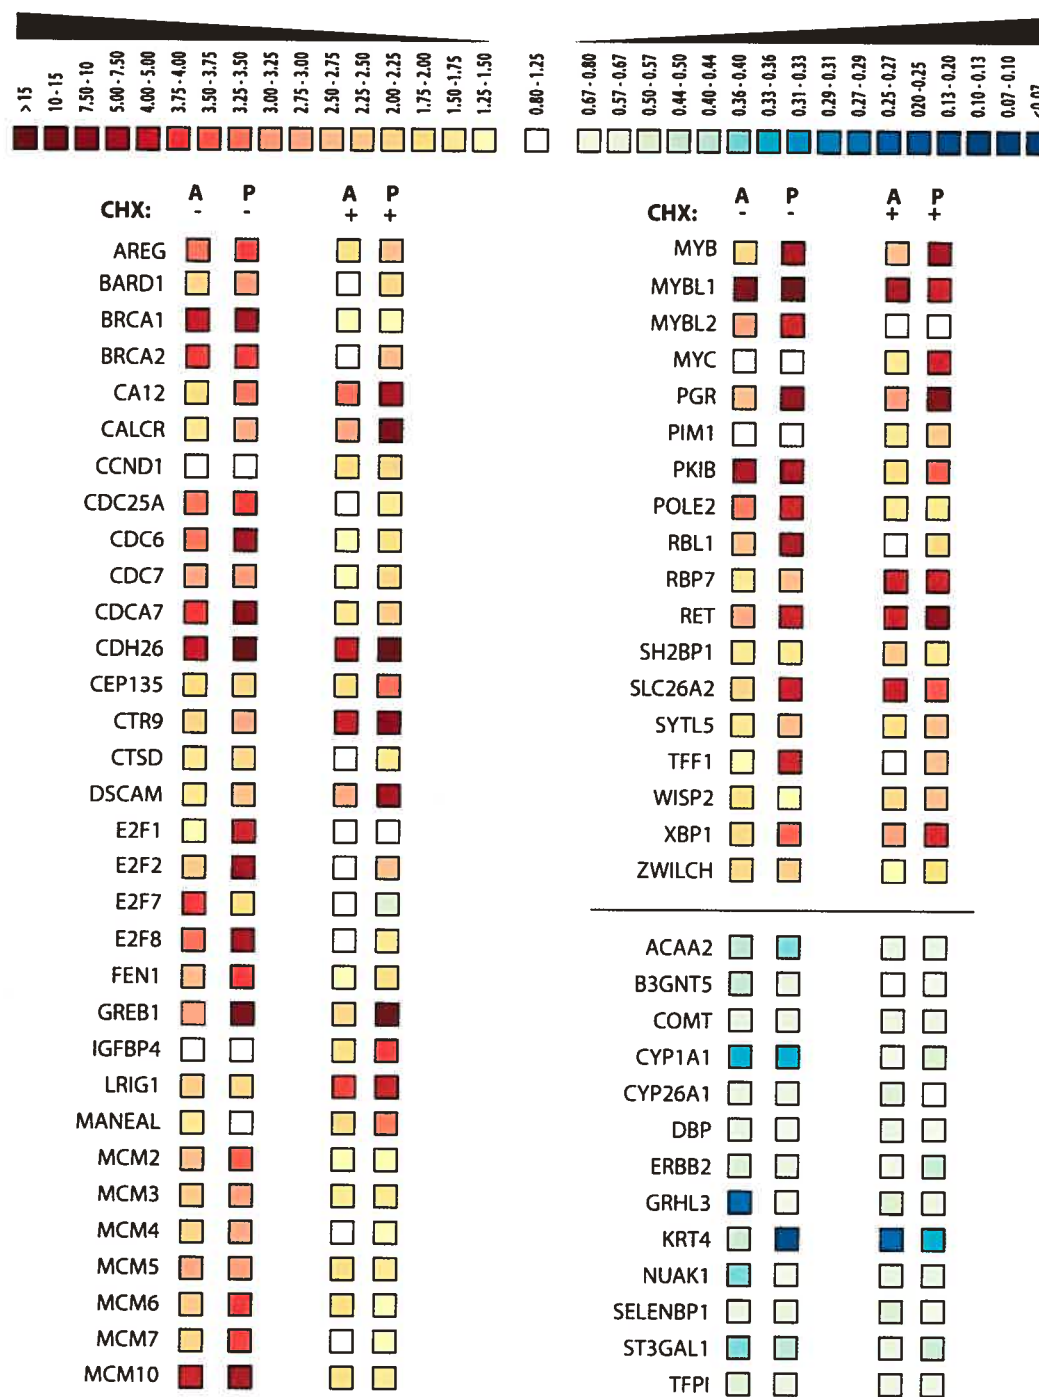 > 15
10 - 15
7.50 - 10
5.00 - 7.50
4.00 - 5.00
3.75 - 4.00
3.50 - 3.75
3.25 - 3.50
3.00 - 3.25
2.75 - 3.00
2.50 - 2.75
2.25 - 2.50
2.00 - 2.25
1.75 - 2.00
1.50 - 1.75
1.25 - 1.50
0.80 - 1.25
0.67 - 0.80
0.57 - 0.67
0.50 - 0.57
0.44 - 0.50
0.40 - 0.44
0.36 - 0.40
0.33 - 0.36
0.31 - 0.33
0.29 - 0.31
0.27 - 0.29
0.25 - 0.27
020 -0.25
0.13 - 0.20
0.10 - 0.13
0.07 - 0.10
<0.07
A P A P
CHX: - - + +
AREG
BARD1
BRCA1
BRCA2
CA12
CALCR
CCND1
CDC25A
CDC6
CDC7
CDCA7
CDH26
CEP135
CTR9
CTSD
DSCAM
E2F1
E2F2
E2F7
E2F8
FEN1
GREB1
IGFBP4
LRIG1
MANEAL
MCM2
MCM3
MCM4
MCM5
MCM6
MCM7
MCM10
A P A P
CHX: - - + +
MYB
MYBL1
MYBL2
MYC
PGR
PIM1
PKIB
POLE2
RBL1
RBP7
RET
SH2BP1
SLC26A2
SYTL5
TFF1
WISP2
XBP1
ZWILCH
ACAA2
B3GNT5
COMT
CYP1A1
CYP26A1
DBP
ERBB2
GRHL3
KRT4
NUAK1
SELENBP1
ST3GAL1
TFPI